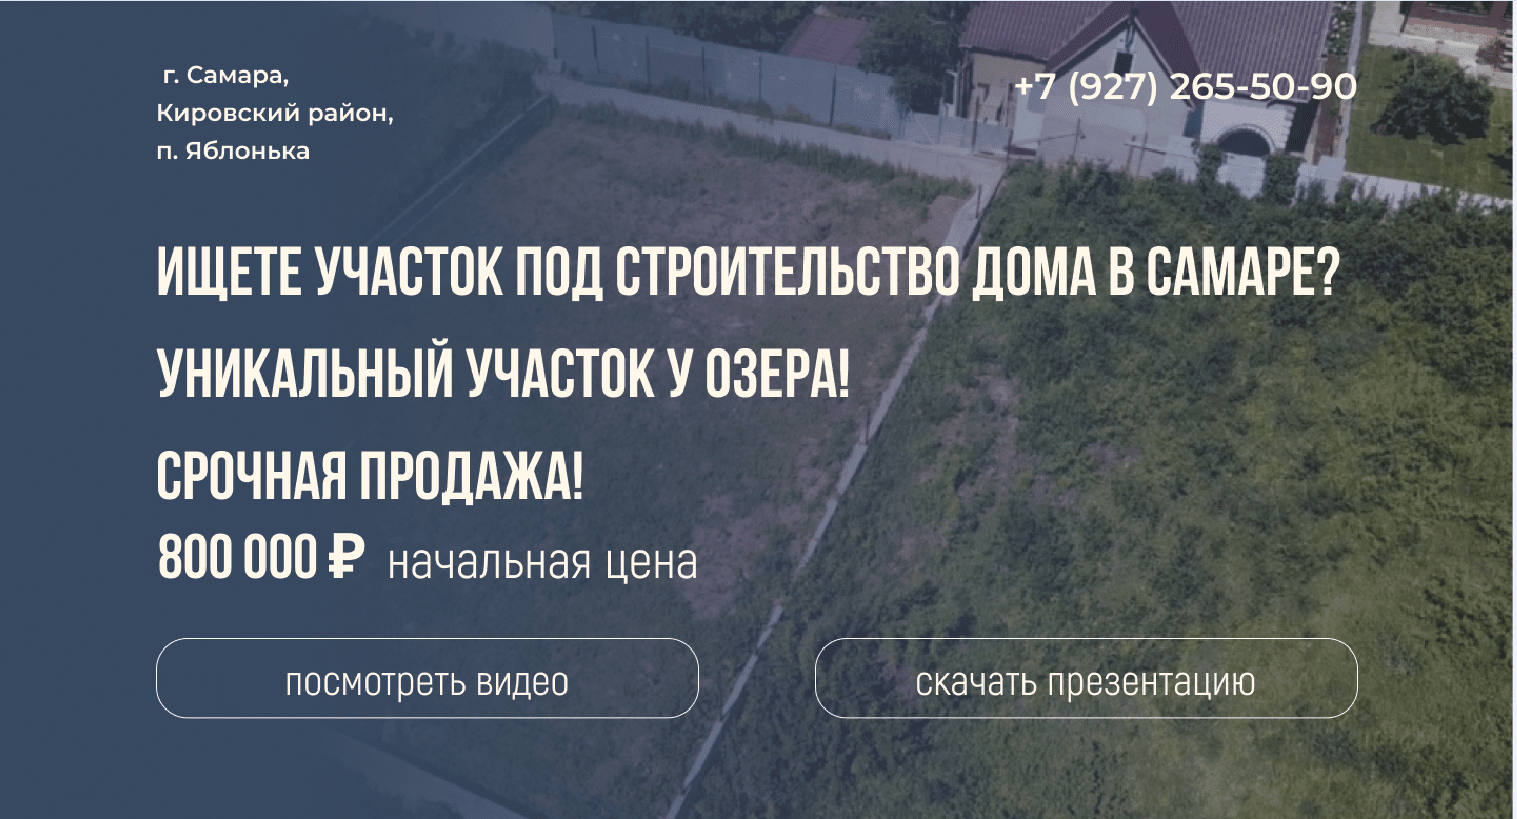 г. Самара,
Кировский район,
п. Яблонька
+7 (927) 265-50-90
ИЩЕТЕ УЧАСТОК ПОД СТРОИТЕЛЬСТВО ДОМА В САМАРЕ?
УНИКАЛЬНЫЙ УЧАСТОК У ОЗЕРА!
СРОЧНАЯ ПРОДАЖА!
800 000 ₽ начальная цена
посмотреть видео
скачать презентацию